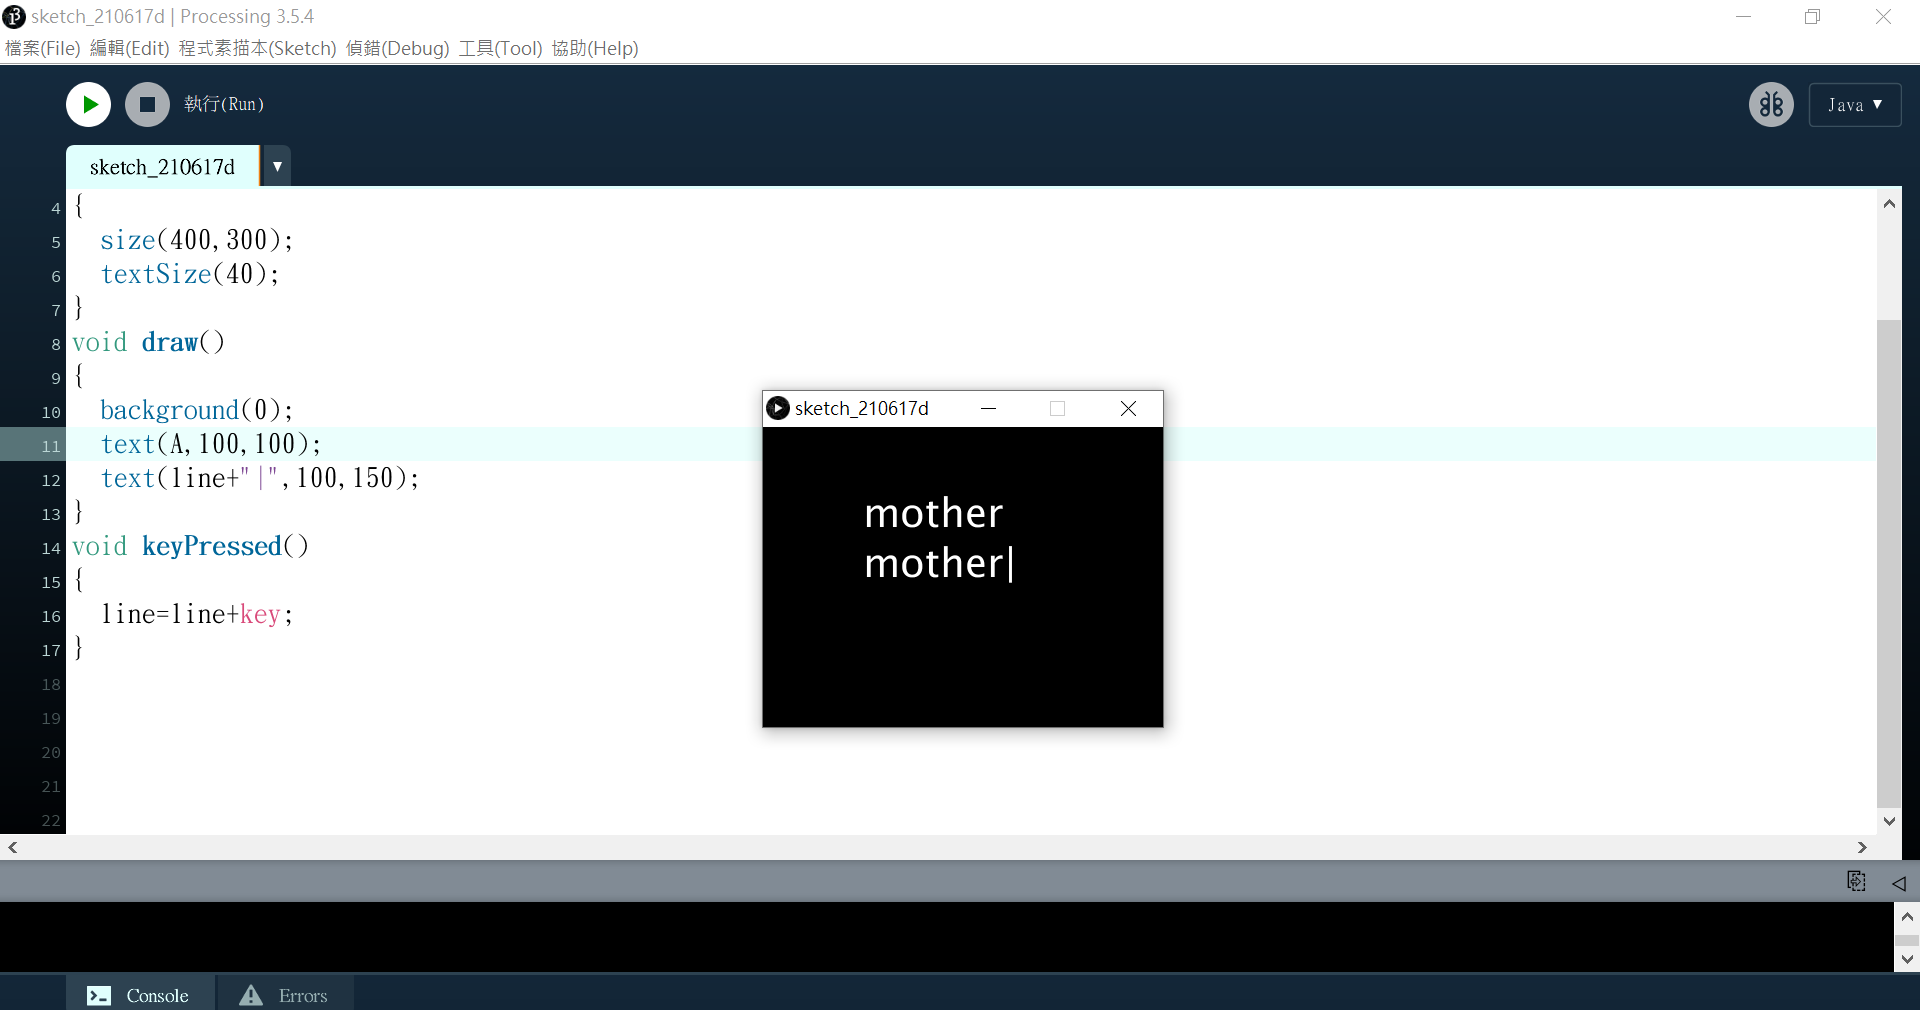 sketch_210617d | Processing 3.5.4
檔案(File) 編輯(Edit) 程式素描本(Sketch) 偵錯(Debug) 工具(Tool) 協助(Help)
執行(Run)
Java ▼
sketch_210617d ▼
4 {
5   size(400,300);
6   textSize(40);
7 }
8 void draw()
9 {
10   background(0);
11   text(A,100,100);
12   text(line+"|",100,150);
13 }
14 void keyPressed()
15 {
16   line=line+key;
17 }
18
19
20
21
22
sketch_210617d
mother
mother|
Console
Errors